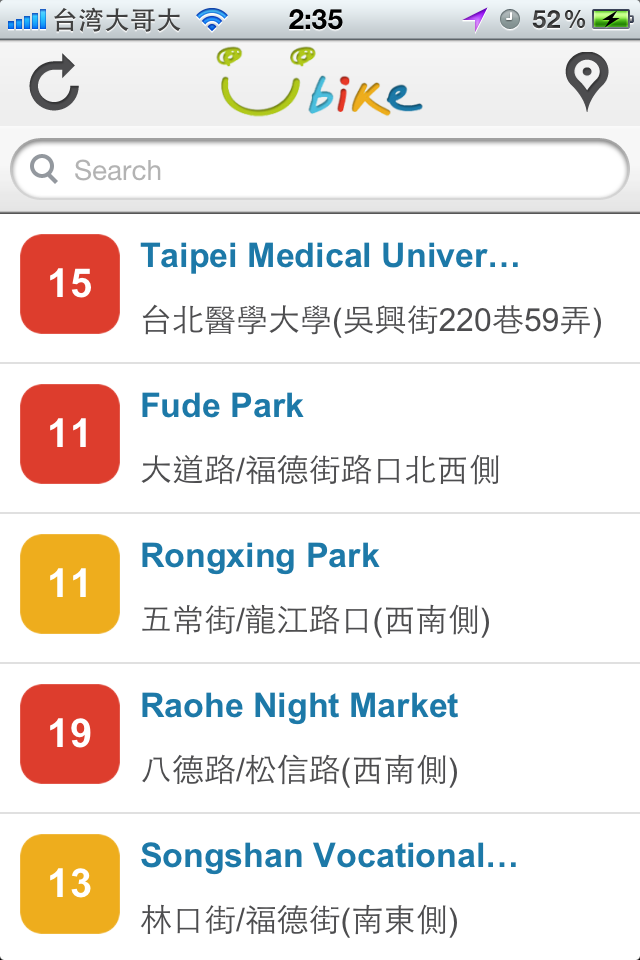 台湾大哥大 2:35 52%
Ubike
Search
15 Taipei Medical Univer…
台北醫學大學(吳興街220巷59弄)
11 Fude Park
大道路/福德街路口北西側
11 Rongxing Park
五常街/龍江路口(西南側)
19 Raohe Night Market
八德路/松信路(西南側)
13 Songshan Vocational…
林口街/福德街(南東側)